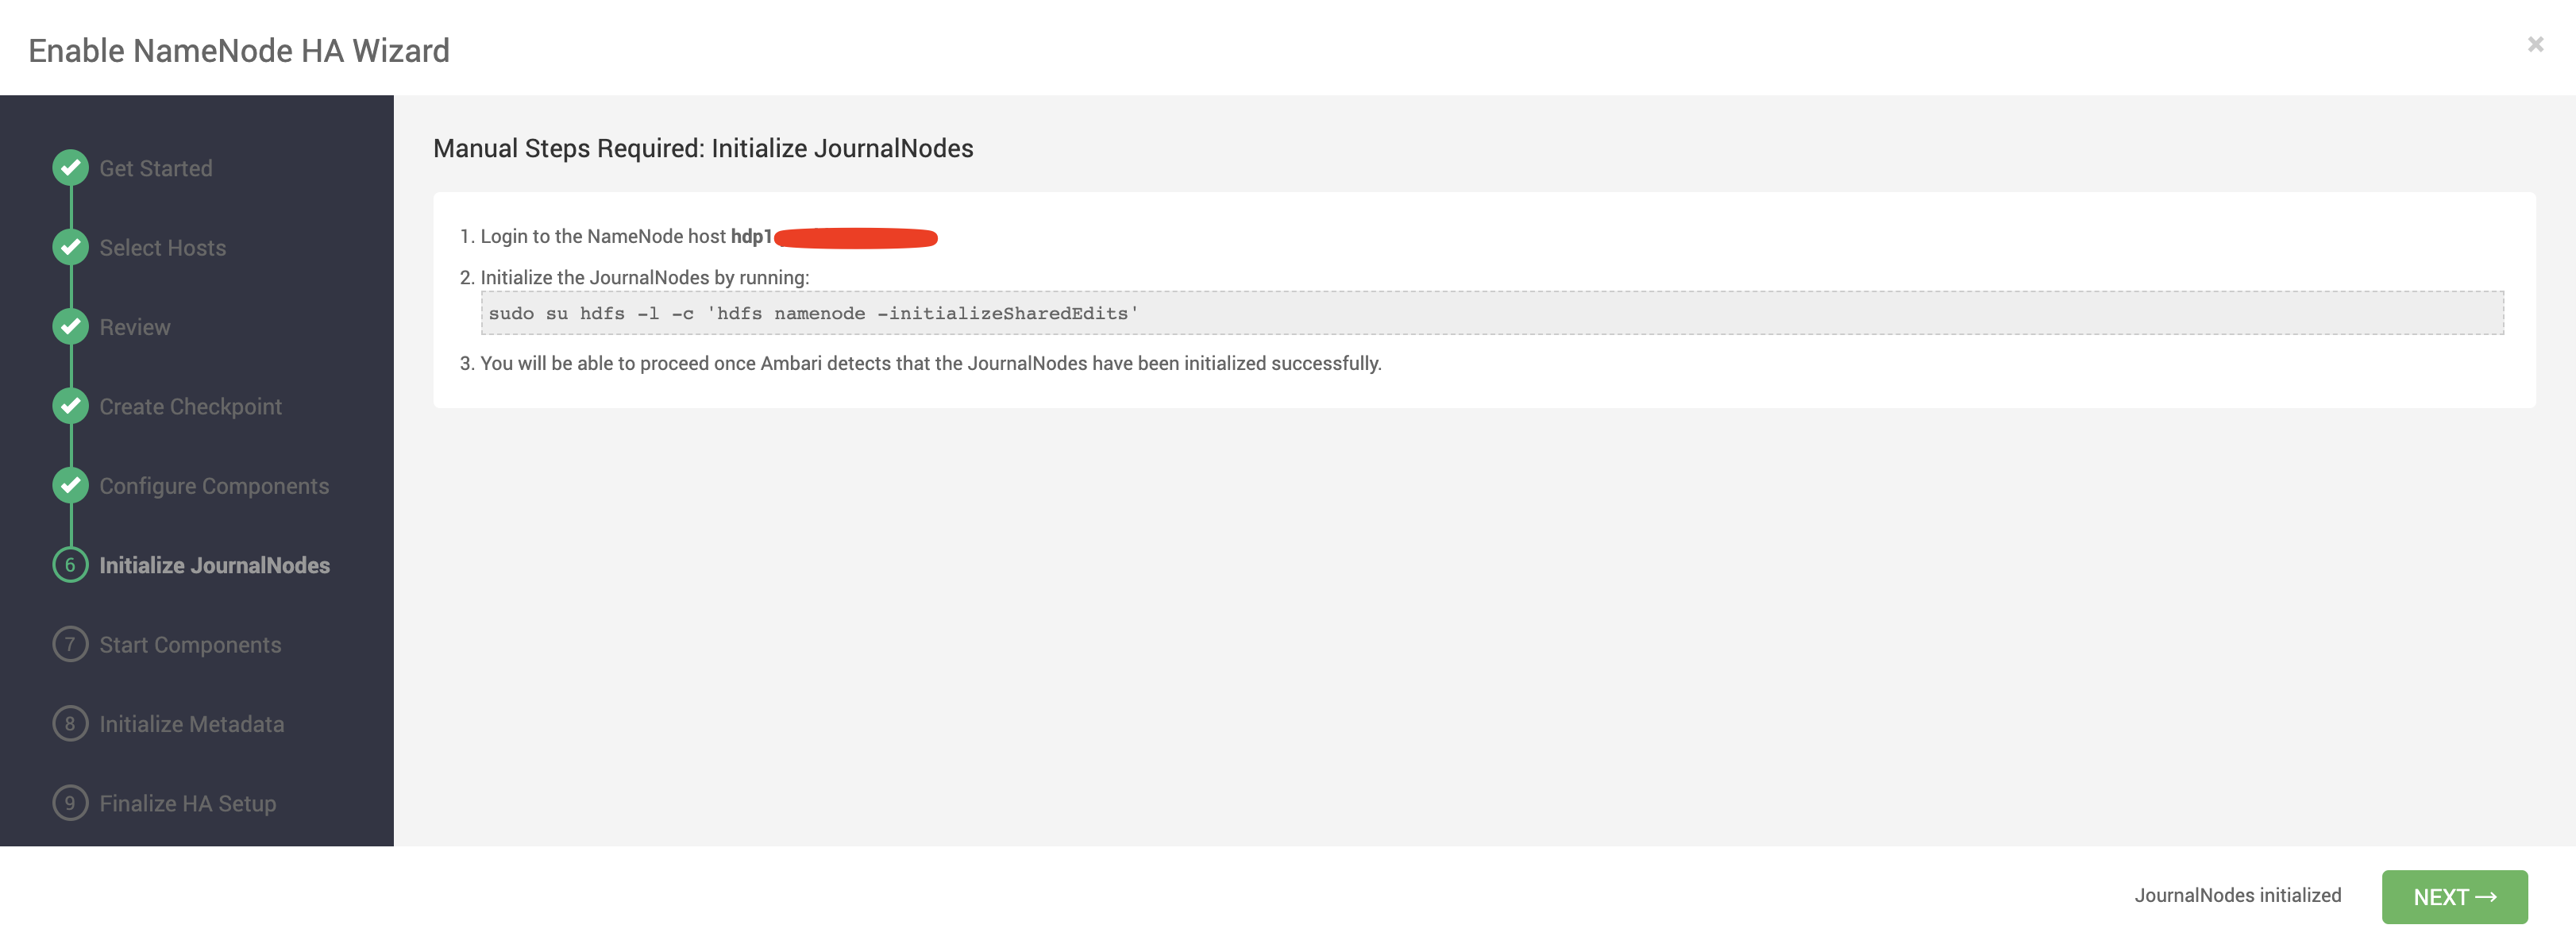 Enable NameNode HA Wizard
×
Get Started
Select Hosts
Review
Create Checkpoint
Configure Components
6 Initialize JournalNodes
7 Start Components
8 Initialize Metadata
9 Finalize HA Setup
Manual Steps Required: Initialize JournalNodes
1. Login to the NameNode host hdp1
2. Initialize the JournalNodes by running:
sudo su hdfs -l -c 'hdfs namenode -initializeSharedEdits'
3. You will be able to proceed once Ambari detects that the JournalNodes have been initialized successfully.
JournalNodes initialized
NEXT →